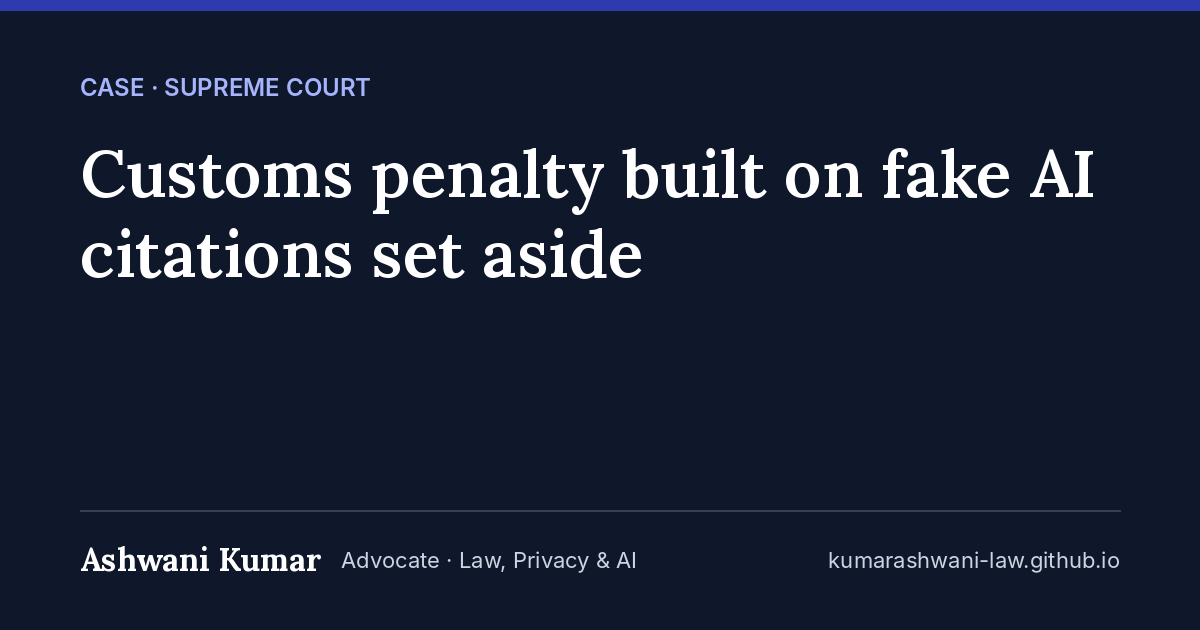 CASE · SUPREME COURT
Customs penalty built on fake AI
citations set aside
Ashwani Kumar Advocate · Law, Privacy & AI kumarashwani-law.github.io